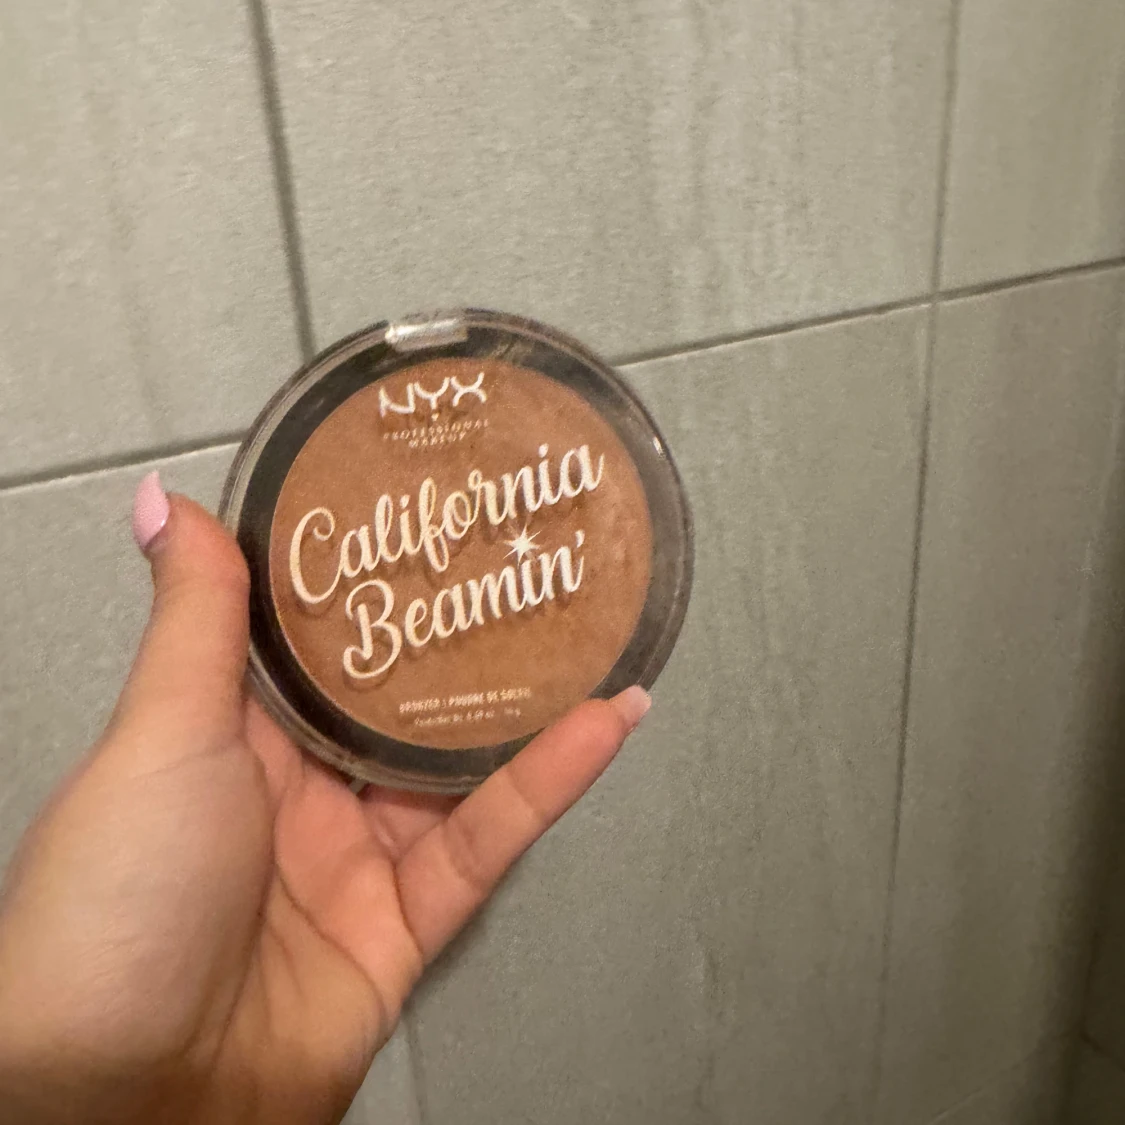 NYX
PROFESSIONAL
MAKEUP
California
Beamin'
BRONZER | POUDRE DE SOLEIL